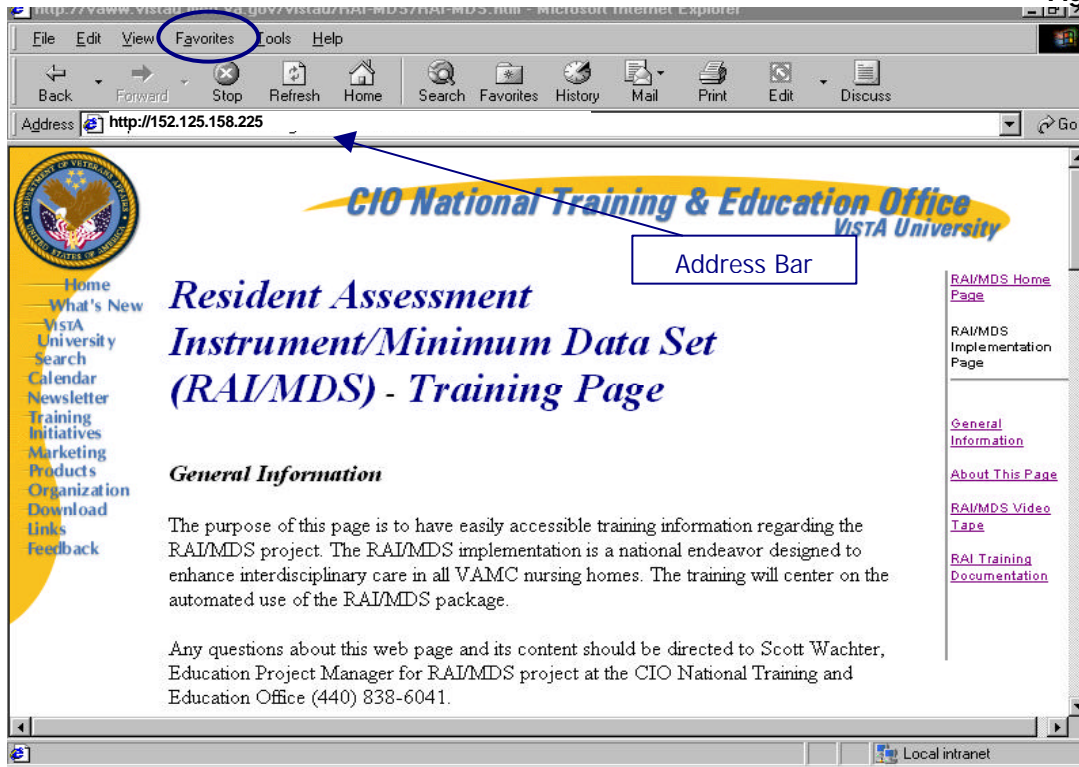 File Edit View Favorites Tools Help
Back Forward Stop Refresh Home Search Favorites History Mail Print Edit Discuss
Address http://152.125.158.225 Go
CIO National Training & Education Office
VISTA University
Address Bar
Home
What's New
VISTA
University
Search
Calendar
Newsletter
Training
Initiatives
Marketing
Products
Organization
Download
Links
Feedback
Resident Assessment
Instrument/Minimum Data Set
(RAI/MDS) - Training Page
General Information
The purpose of this page is to have easily accessible training information regarding the
RAI/MDS project. The RAI/MDS implementation is a national endeavor designed to
enhance interdisciplinary care in all VAMC nursing homes. The training will center on the
automated use of the RAI/MDS package.
Any questions about this web page and its content should be directed to Scott Wachter,
Education Project Manager for RAI/MDS project at the CIO National Training and
Education Office (440) 838-6041.
RAI/MDS Home
Page
RAI/MDS
Implementation
Page
General
Information
About This Page
RAI/MDS Video
Tape
RAI Training
Documentation
Local intranet